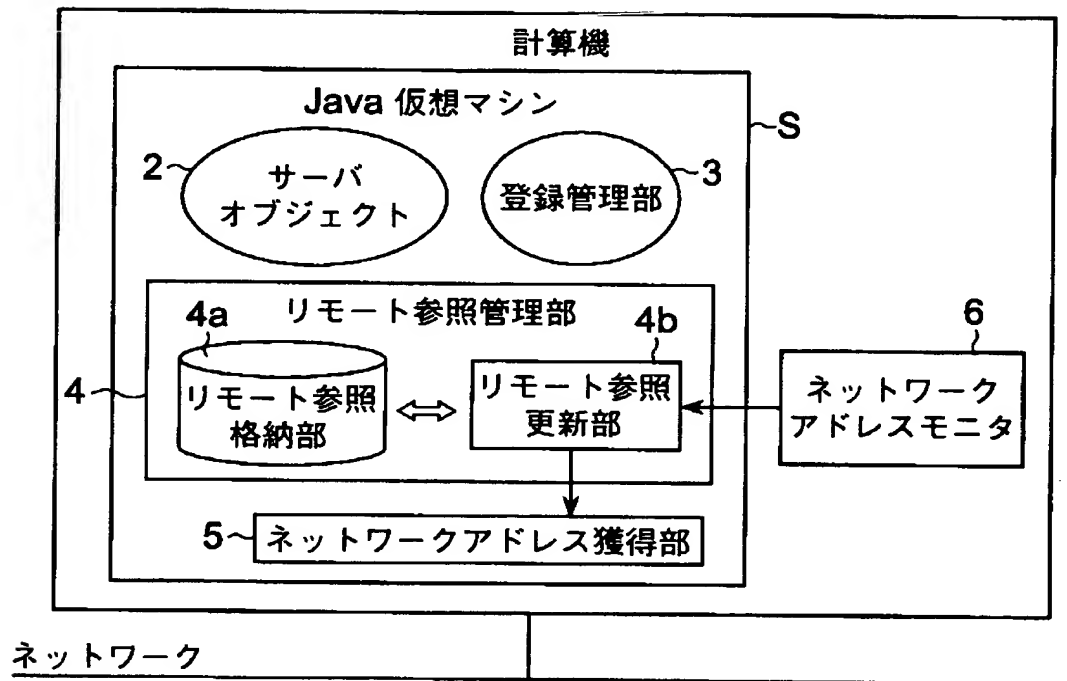 計算機
Java 仮想マシン
S
2
サーバ
オブジェクト
登録管理部
3
リモート参照管理部
4a
4b
4
リモート参照
格納部
リモート参照
更新部
6
ネットワーク
アドレスモニタ
5
ネットワークアドレス獲得部
ネットワーク